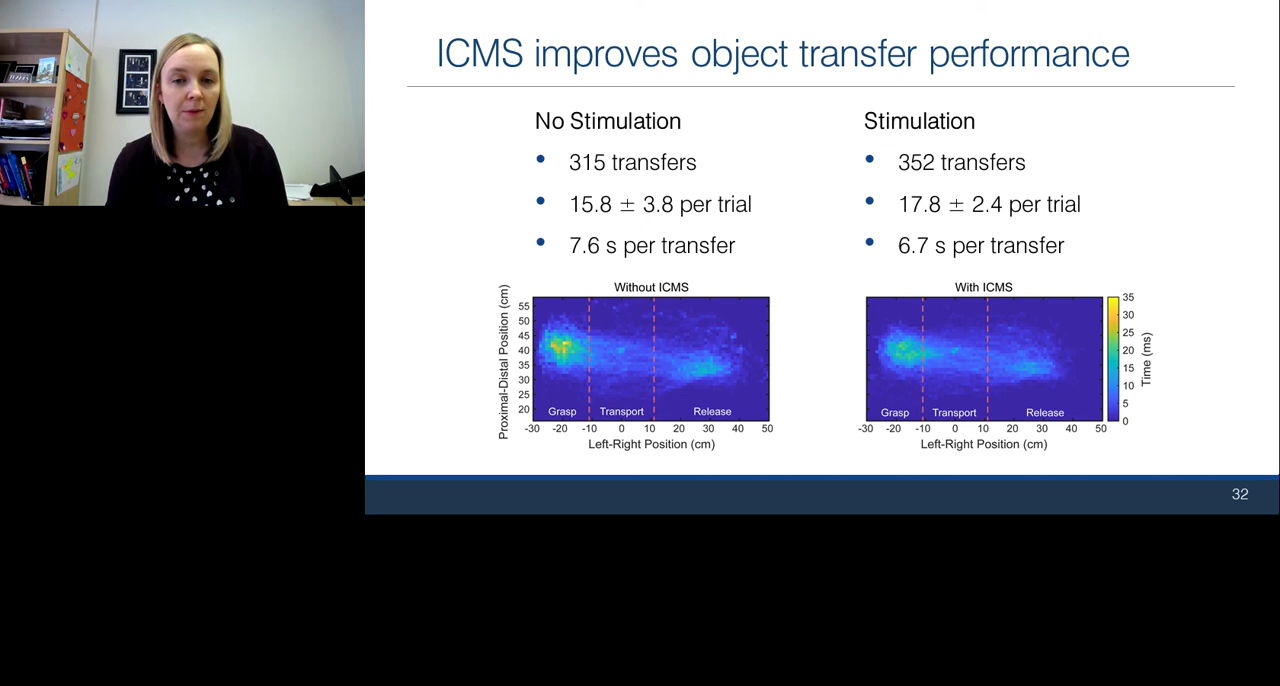 ICMS improves object transfer performance
No Stimulation
• 315 transfers
• 15.8 ± 3.8 per trial
• 7.6 s per transfer
Stimulation
• 352 transfers
• 17.8 ± 2.4 per trial
• 6.7 s per transfer
Without ICMS
Proximal-Distal Position (cm)
55
50
45
40
35
30
25
20
Grasp Transport Release
-30 -20 -10 0 10 20 30 40 50
Left-Right Position (cm)
With ICMS
Grasp Transport Release
-30 -20 -10 0 10 20 30 40 50
Left-Right Position (cm)
35
30
25
20
15
10
5
0
Time (ms)
32